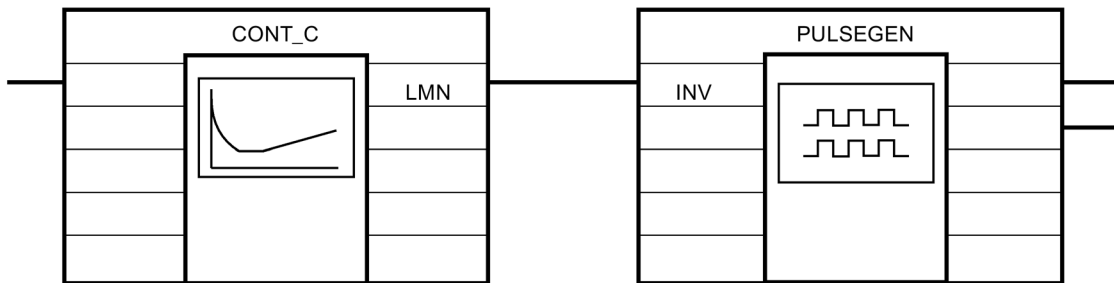 CONT_C
PULSEGEN
LMN
INV